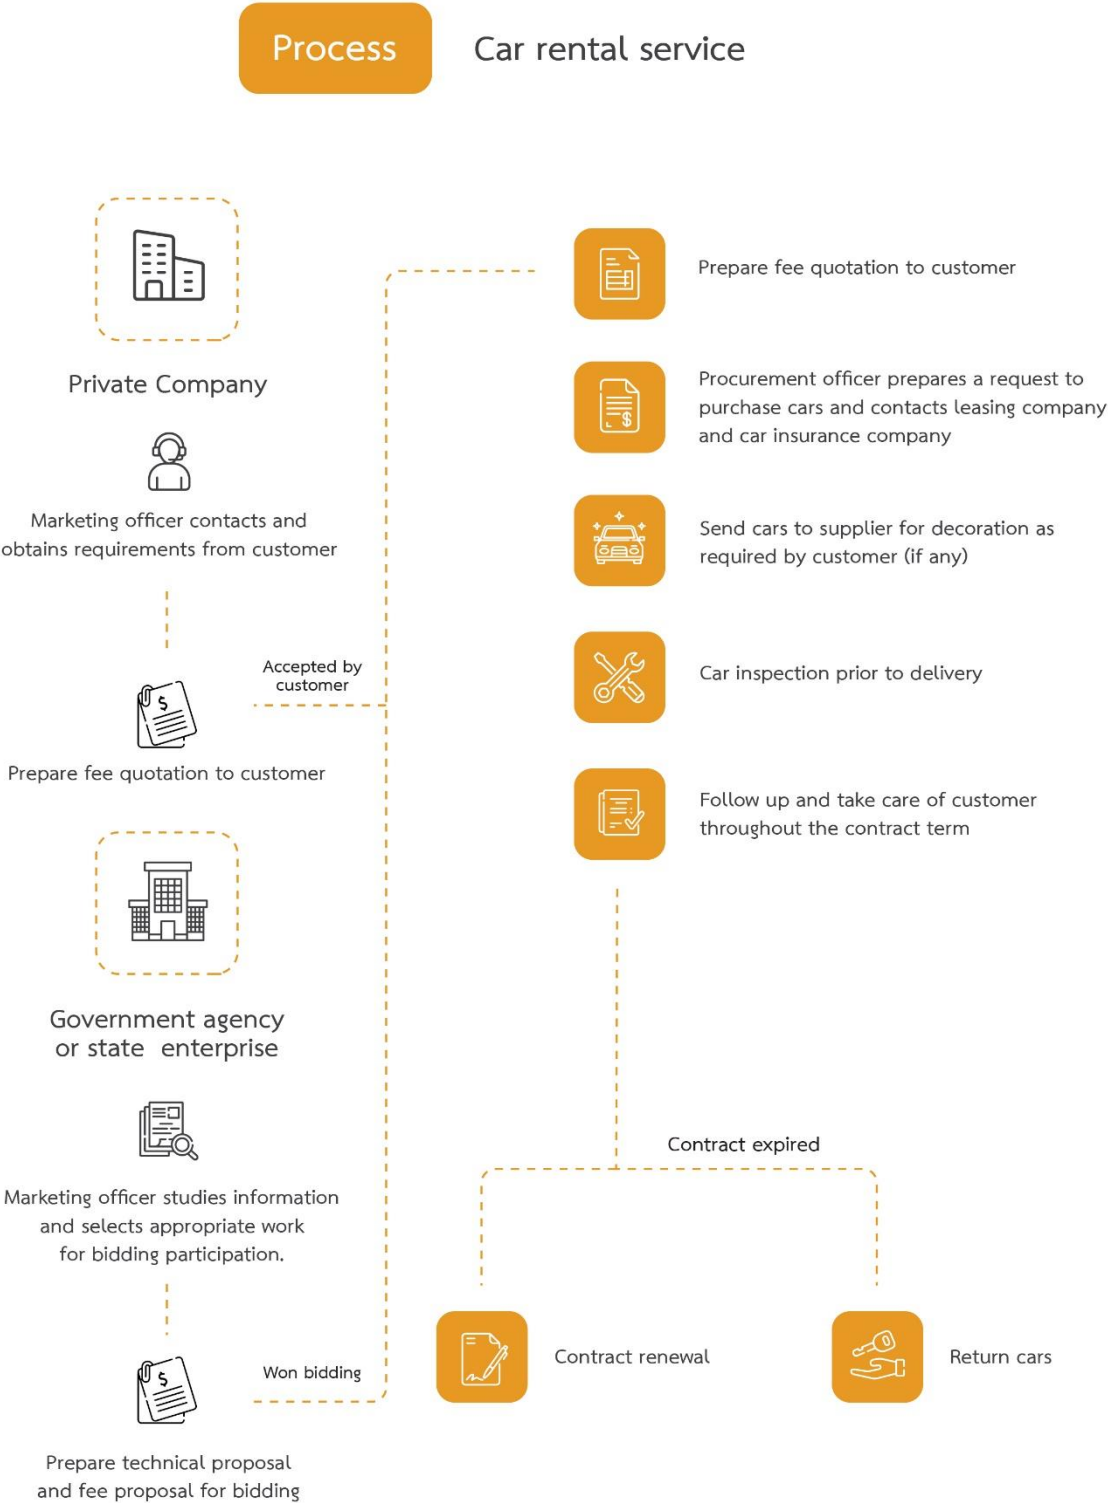 Process
Car rental service
Private Company
Marketing officer contacts and
obtains requirements from customer
Accepted by
customer
$
Prepare fee quotation to customer
Government agency
or state enterprise
Marketing officer studies information
and selects appropriate work
for bidding participation.
Won bidding
$
Prepare technical proposal
and fee proposal for bidding
Prepare fee quotation to customer
$
Procurement officer prepares a request to
purchase cars and contacts leasing company
and car insurance company
Send cars to supplier for decoration as
required by customer (if any)
Car inspection prior to delivery
Follow up and take care of customer
throughout the contract term
Contract expired
Contract renewal
Return cars